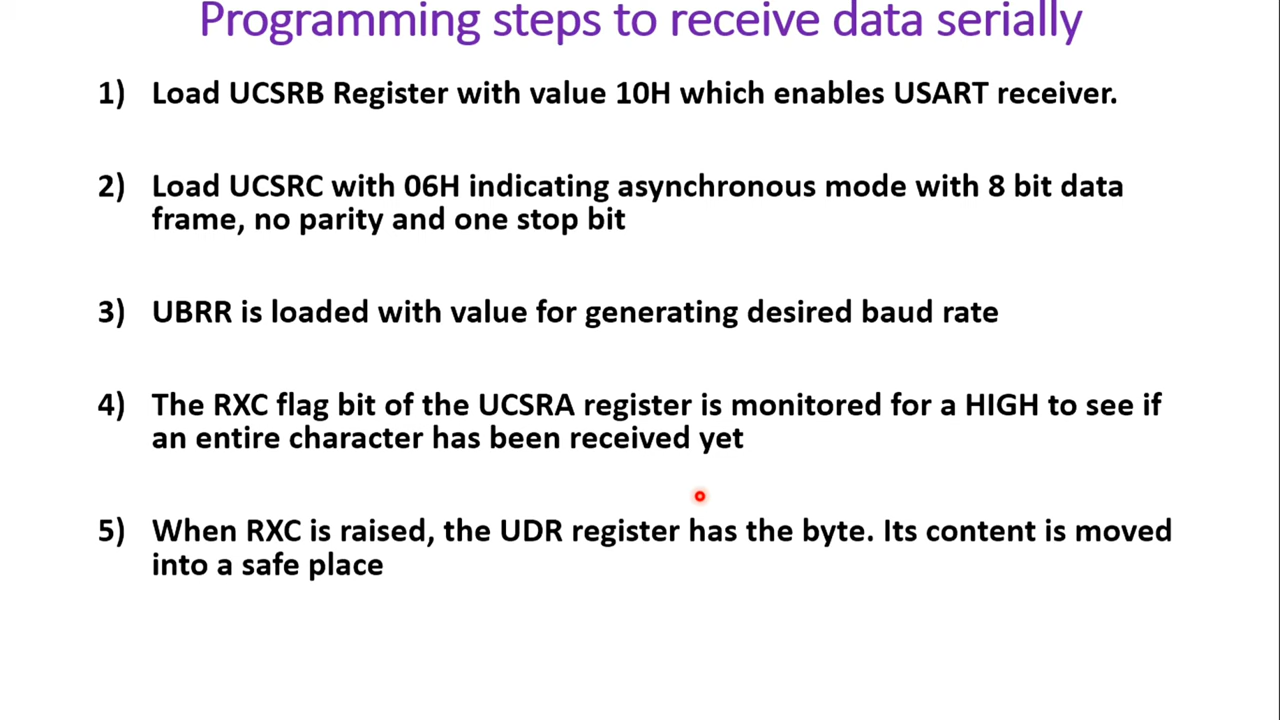 Programming steps to receive data serially
1) Load UCSRB Register with value 10H which enables USART receiver.
2) Load UCSRC with 06H indicating asynchronous mode with 8 bit data
frame, no parity and one stop bit
3) UBRR is loaded with value for generating desired baud rate
4) The RXC flag bit of the UCSRA register is monitored for a HIGH to see if
an entire character has been received yet
5) When RXC is raised, the UDR register has the byte. Its content is moved
into a safe place